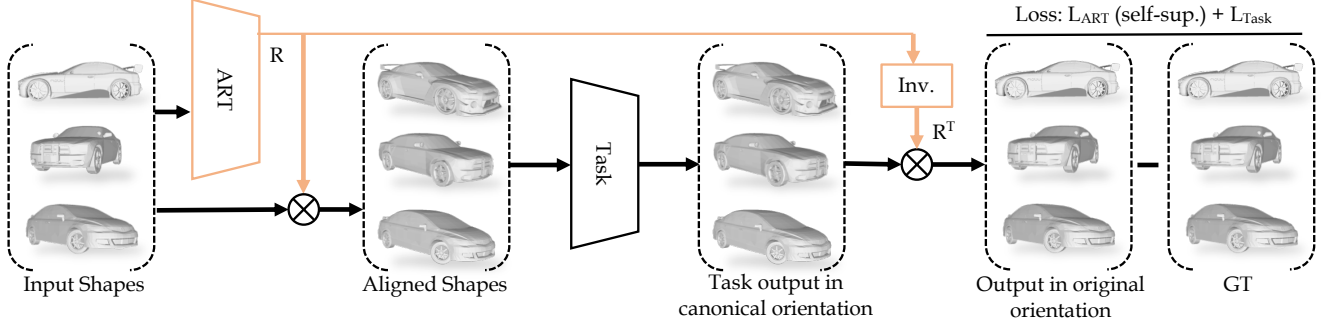 Loss: L_ART (self-sup.) + L_Task
ART
R
Inv.
R^T
Task
Input Shapes
Aligned Shapes
Task output in
canonical orientation
Output in original
orientation
GT